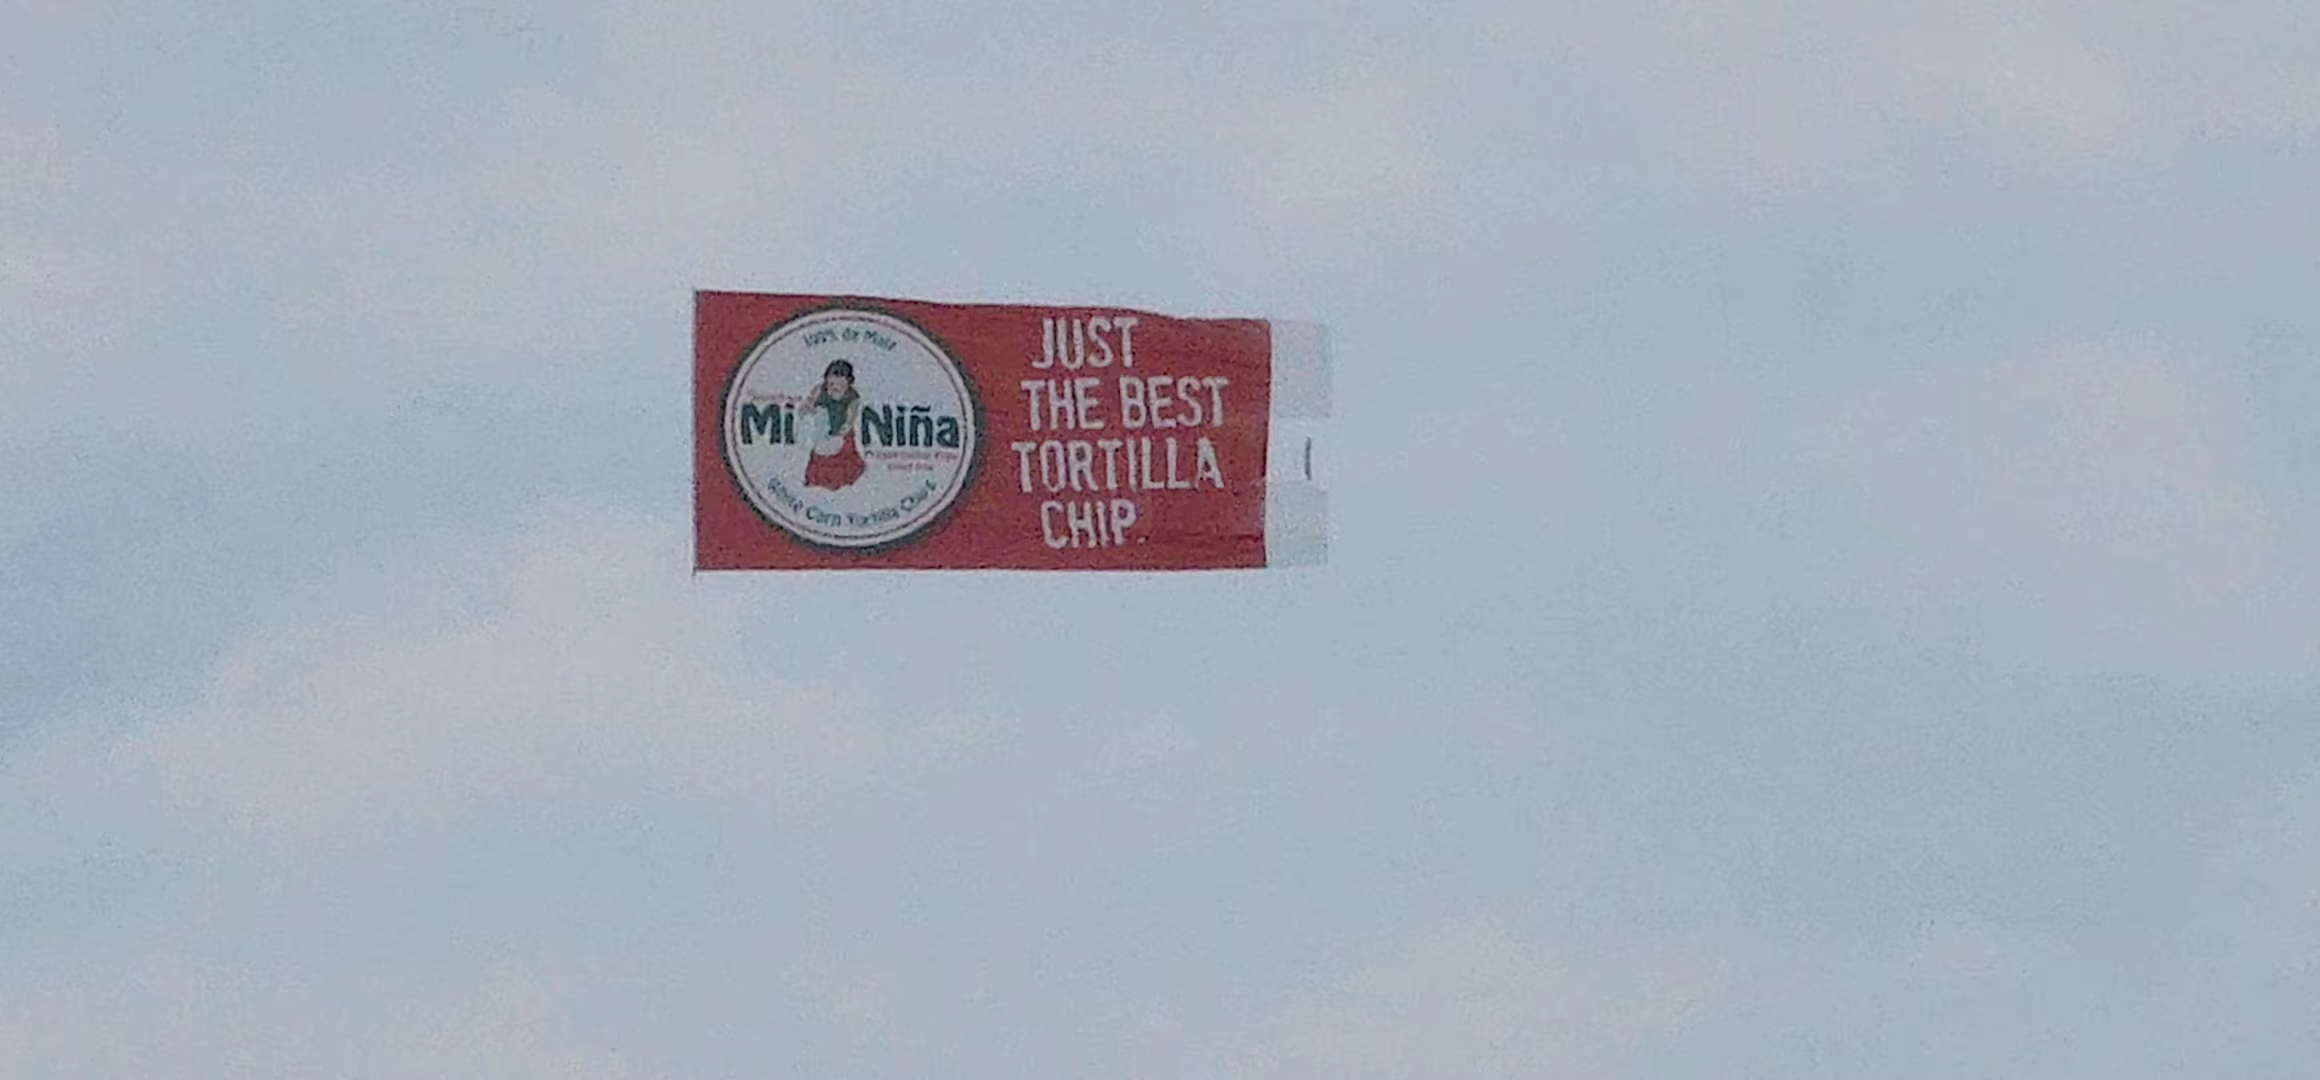 100% de Maiz
Mi Niña
White Corn Tortilla Chips
JUST
THE BEST
TORTILLA
CHIP.